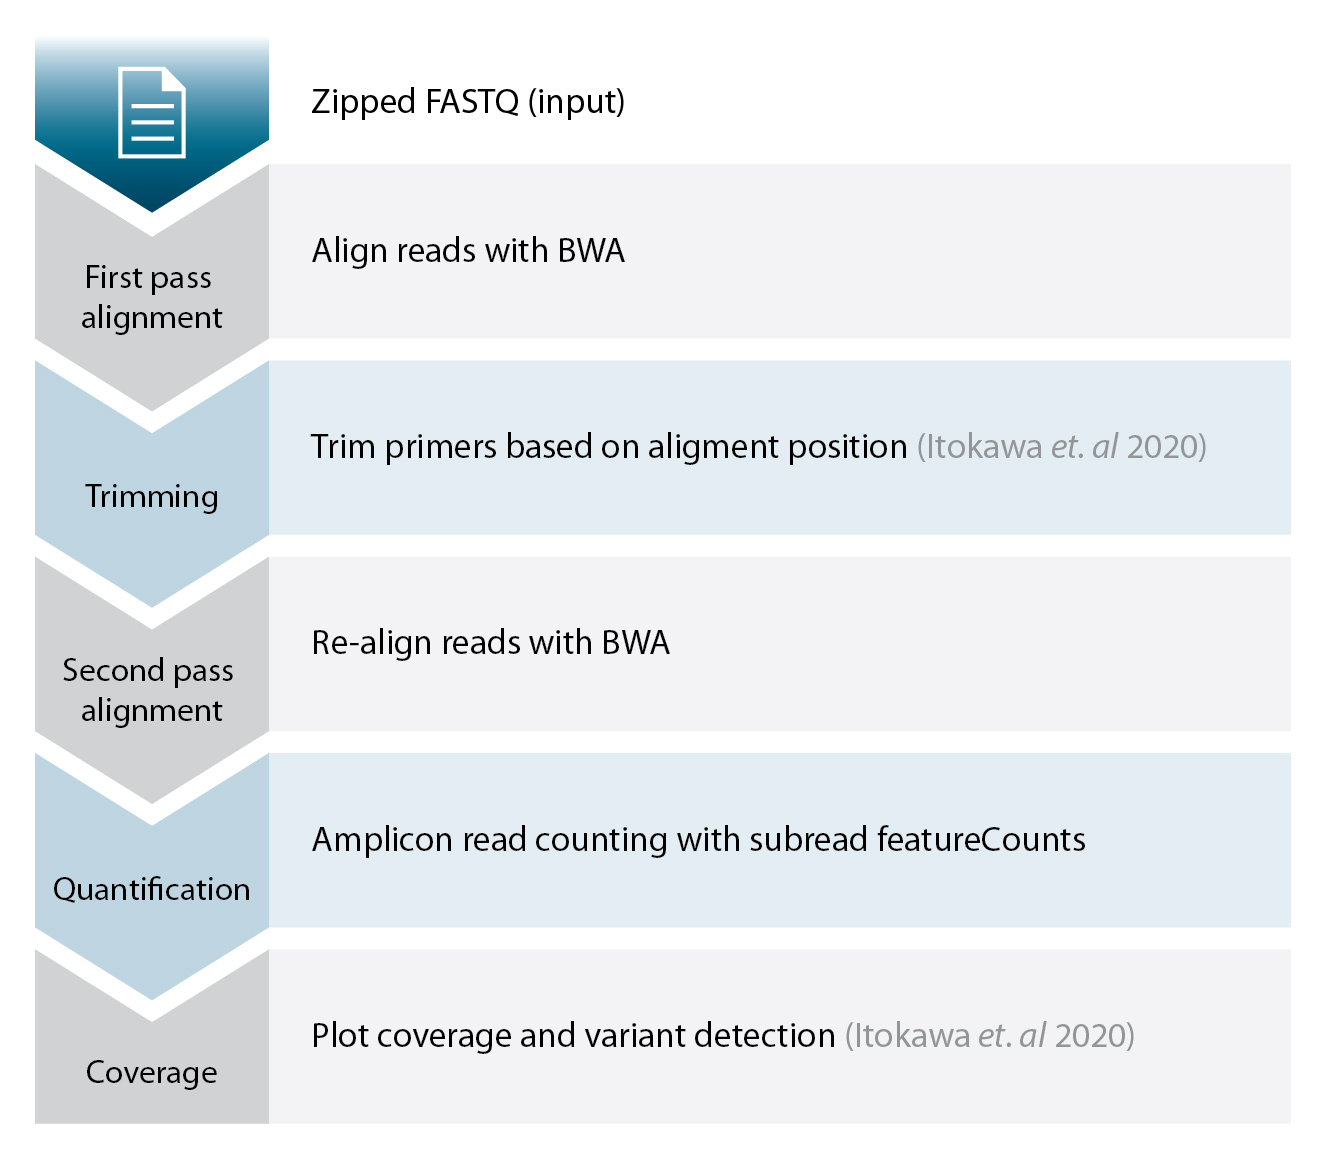 Zipped FASTQ (input)
First pass
alignment
Align reads with BWA
Trimming
Trim primers based on aligment position (Itokawa et. al 2020)
Second pass
alignment
Re-align reads with BWA
Quantification
Amplicon read counting with subread featureCounts
Coverage
Plot coverage and variant detection (Itokawa et. al 2020)